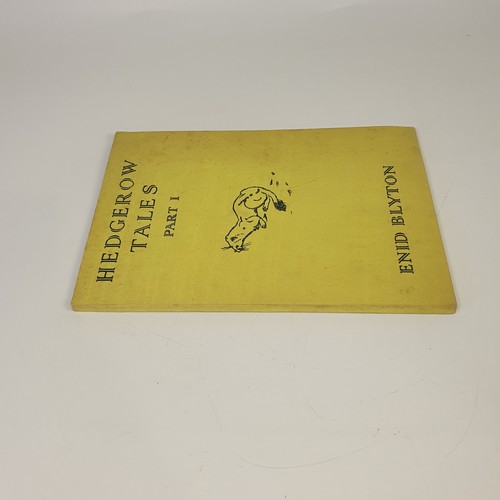 HEDGEROW
TALES
PART I
ENID BLYTON